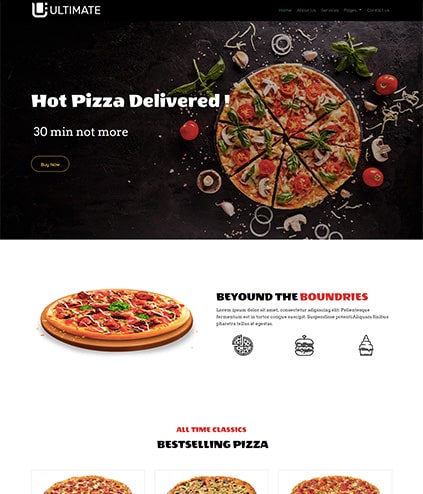 ULTIMATE
Home About Us Services Pages Contact us
Hot Pizza Delivered !
30 min not more
Buy Now
BEYOUND THE BOUNDRIES
Lorem ipsum dolor sit amet, consectetur adipiscing elit. Pellentesque
fermentum est in tortor congue suscipit. Suspendisse potenti.Aliquam finibus
pharetra tellus at egestas.
ALL TIME CLASSICS
BESTSELLING PIZZA